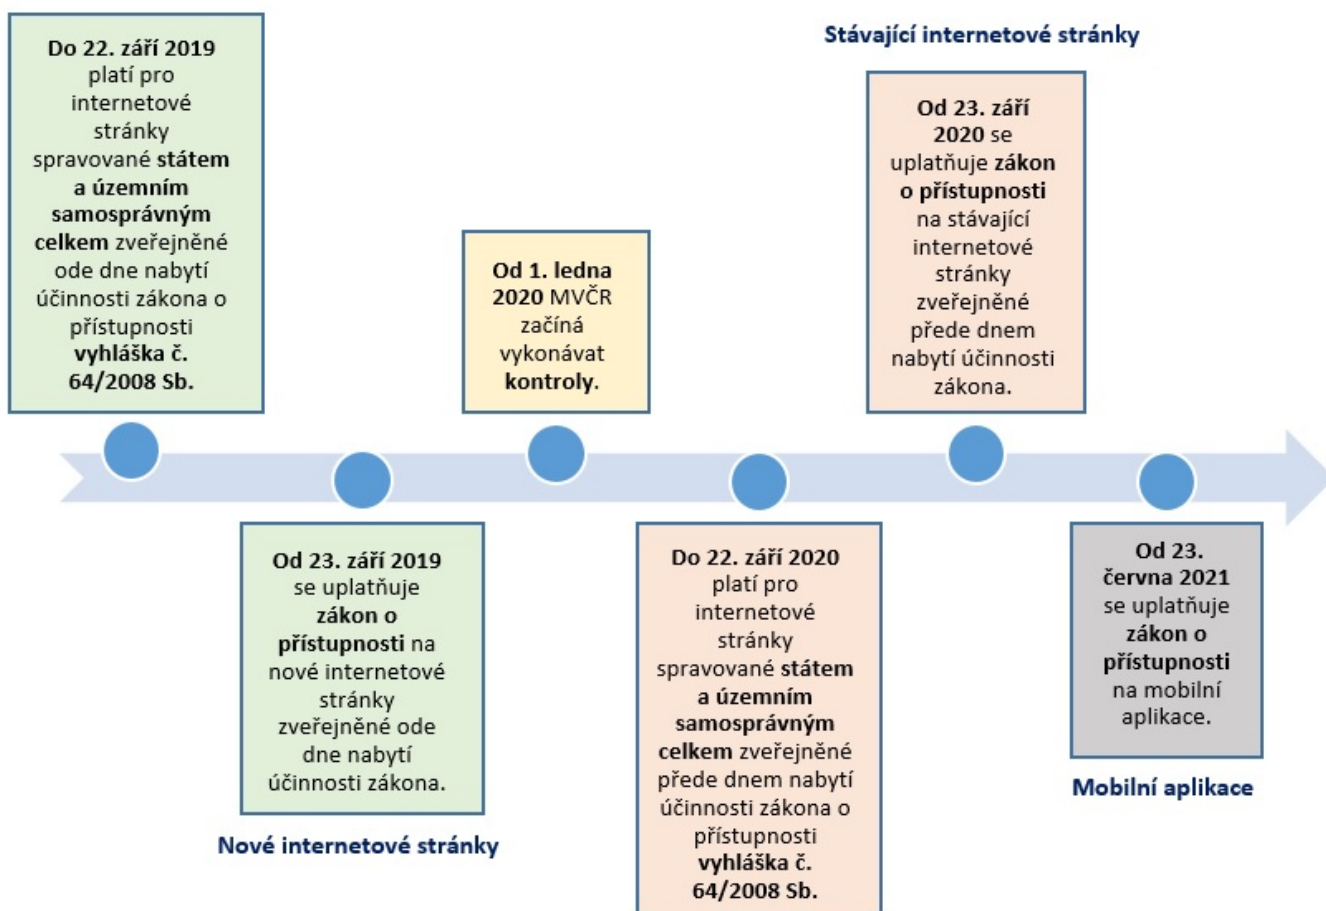 Do 22. září 2019
platí pro
internetové
stránky
spravované státem
a územním
samosprávným
celkem zveřejněné
ode dne nabytí
účinnosti zákona o
přístupnosti
vyhláška č.
64/2008 Sb.
Od 23. září 2019
se uplatňuje
zákon o
přístupnosti na
nové internetové
stránky
zveřejněné ode
dne nabytí
účinnosti zákona.
Nové internetové stránky
Od 1. ledna
2020 MVČR
začíná
vykonávat
kontroly.
Do 22. září 2020
platí pro
internetové
stránky
spravované státem
a územním
samosprávným
celkem zveřejněné
přede dnem nabytí
účinnosti zákona o
přístupnosti
vyhláška č.
64/2008 Sb.
Stávající internetové stránky
Od 23. září
2020 se
uplatňuje zákon
o přístupnosti
na stávající
internetové
stránky
zveřejněné
přede dnem
nabytí účinnosti
zákona.
Od 23.
června 2021
se uplatňuje
zákon o
přístupnosti
na mobilní
aplikace.
Mobilní aplikace